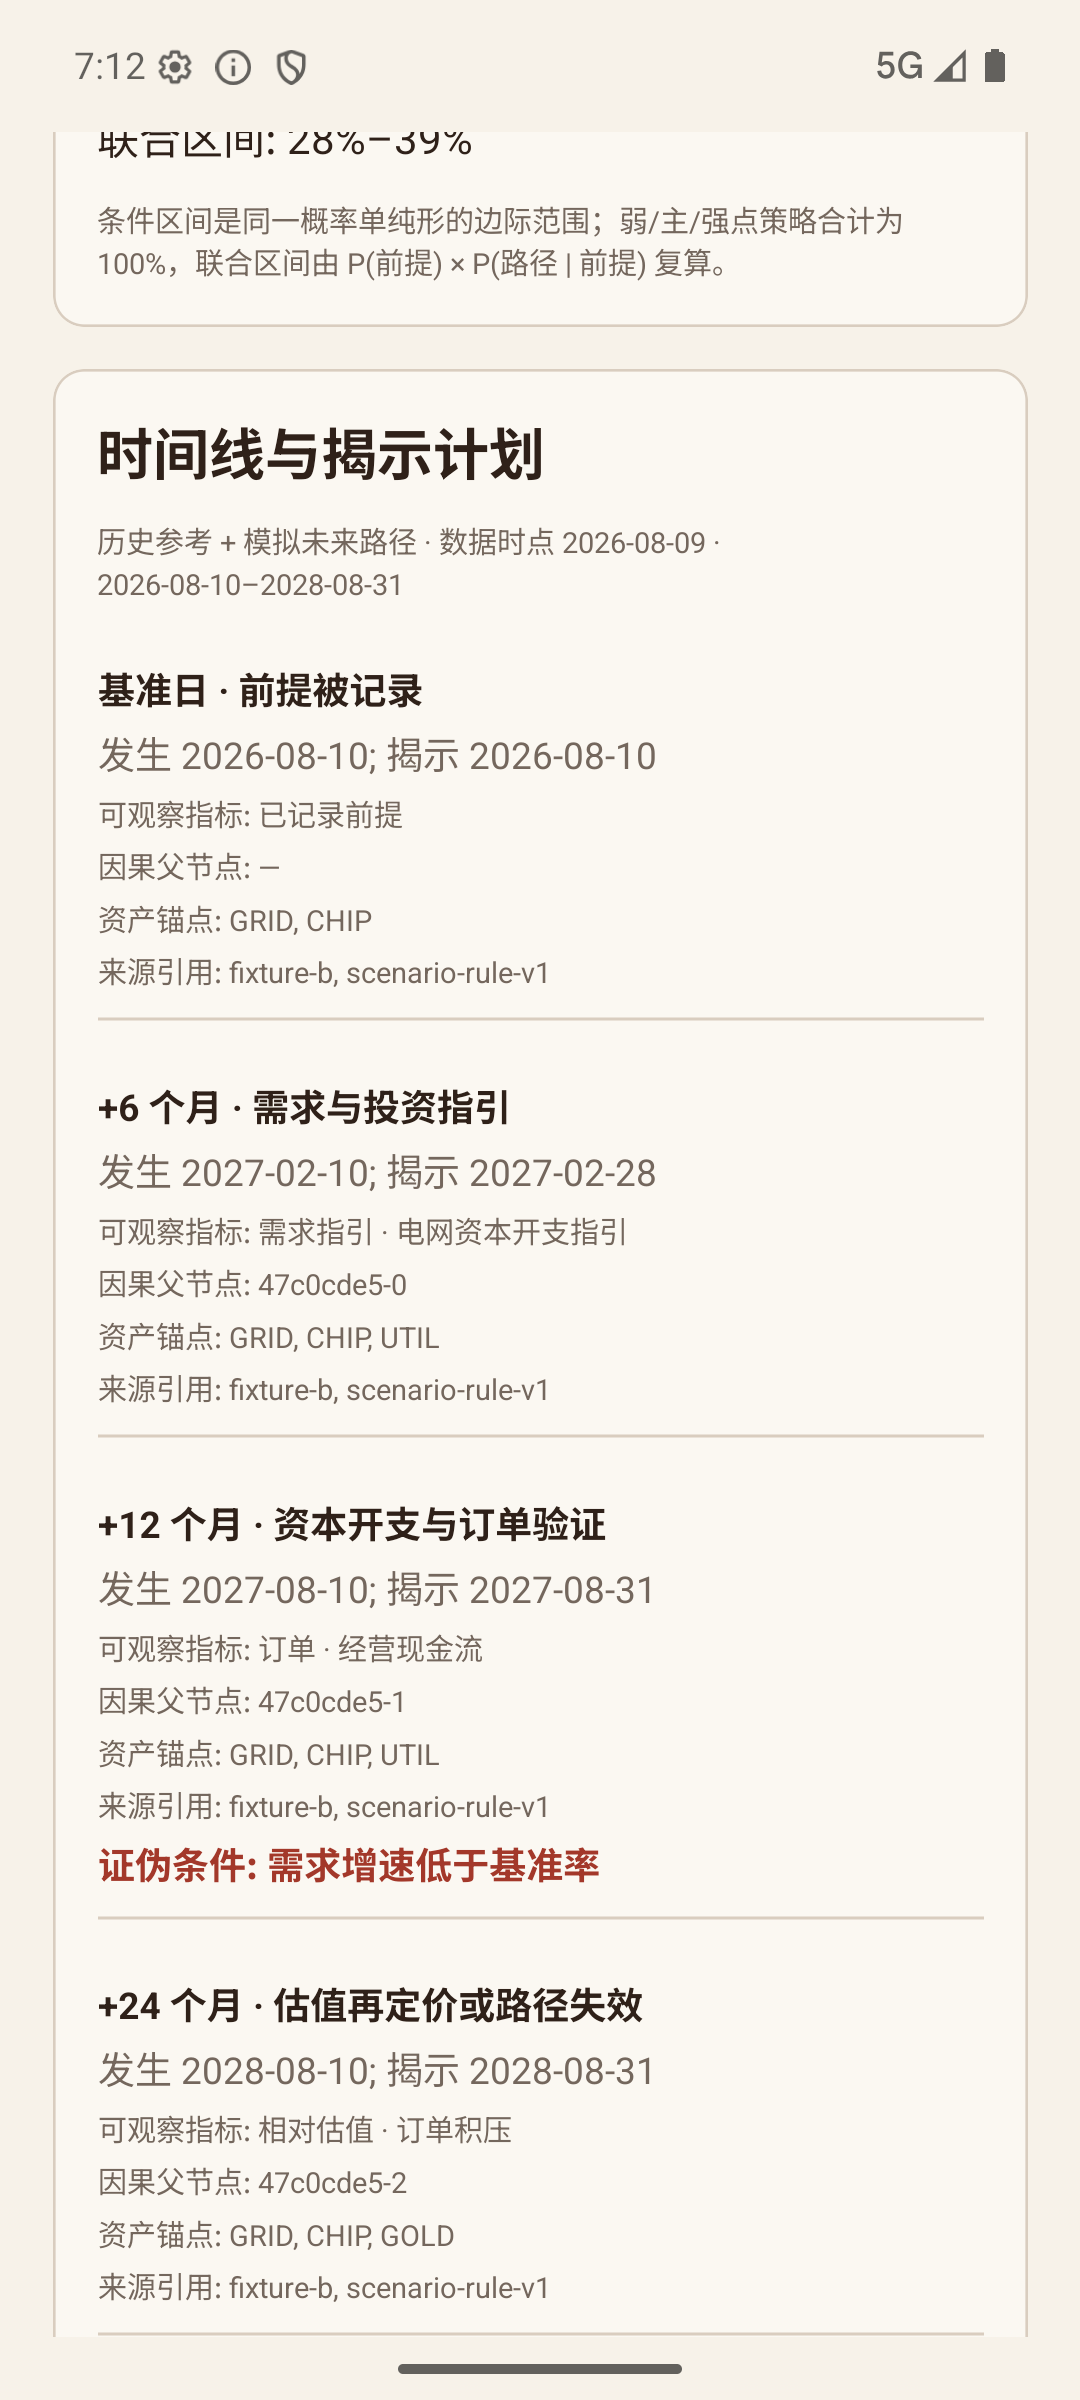 7:12
5G
联合区间: 28%–39%
条件区间是同一概率单纯形的边际范围；弱/主/强点策略合计为
100%，联合区间由 P(前提) × P(路径 | 前提) 复算。
时间线与揭示计划
历史参考 + 模拟未来路径 · 数据时点 2026-08-09 ·
2026-08-10–2028-08-31
基准日 · 前提被记录
发生 2026-08-10; 揭示 2026-08-10
可观察指标: 已记录前提
因果父节点: —
资产锚点: GRID, CHIP
来源引用: fixture-b, scenario-rule-v1
+6 个月 · 需求与投资指引
发生 2027-02-10; 揭示 2027-02-28
可观察指标: 需求指引 · 电网资本开支指引
因果父节点: 47c0cde5-0
资产锚点: GRID, CHIP, UTIL
来源引用: fixture-b, scenario-rule-v1
+12 个月 · 资本开支与订单验证
发生 2027-08-10; 揭示 2027-08-31
可观察指标: 订单 · 经营现金流
因果父节点: 47c0cde5-1
资产锚点: GRID, CHIP, UTIL
来源引用: fixture-b, scenario-rule-v1
证伪条件: 需求增速低于基准率
+24 个月 · 估值再定价或路径失效
发生 2028-08-10; 揭示 2028-08-31
可观察指标: 相对估值 · 订单积压
因果父节点: 47c0cde5-2
资产锚点: GRID, CHIP, GOLD
来源引用: fixture-b, scenario-rule-v1